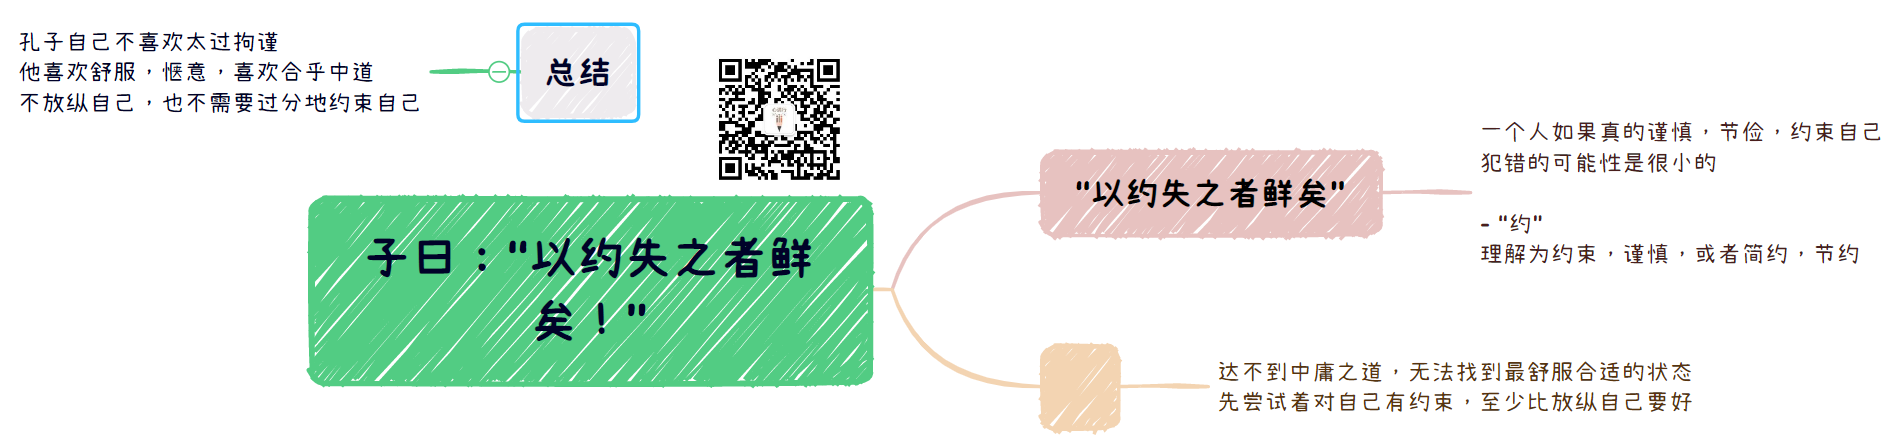 孔子自己不喜欢太过拘谨
他喜欢舒服，惬意，喜欢合乎中道
不放纵自己，也不需要过分地约束自己
总结
子曰："以约失之者鲜
矣！"
"以约失之者鲜矣"
一个人如果真的谨慎，节俭，约束自己
犯错的可能性是很小的
- "约"
理解为约束，谨慎，或者简约，节约
达不到中庸之道，无法找到最舒服合适的状态
先尝试着对自己有约束，至少比放纵自己要好